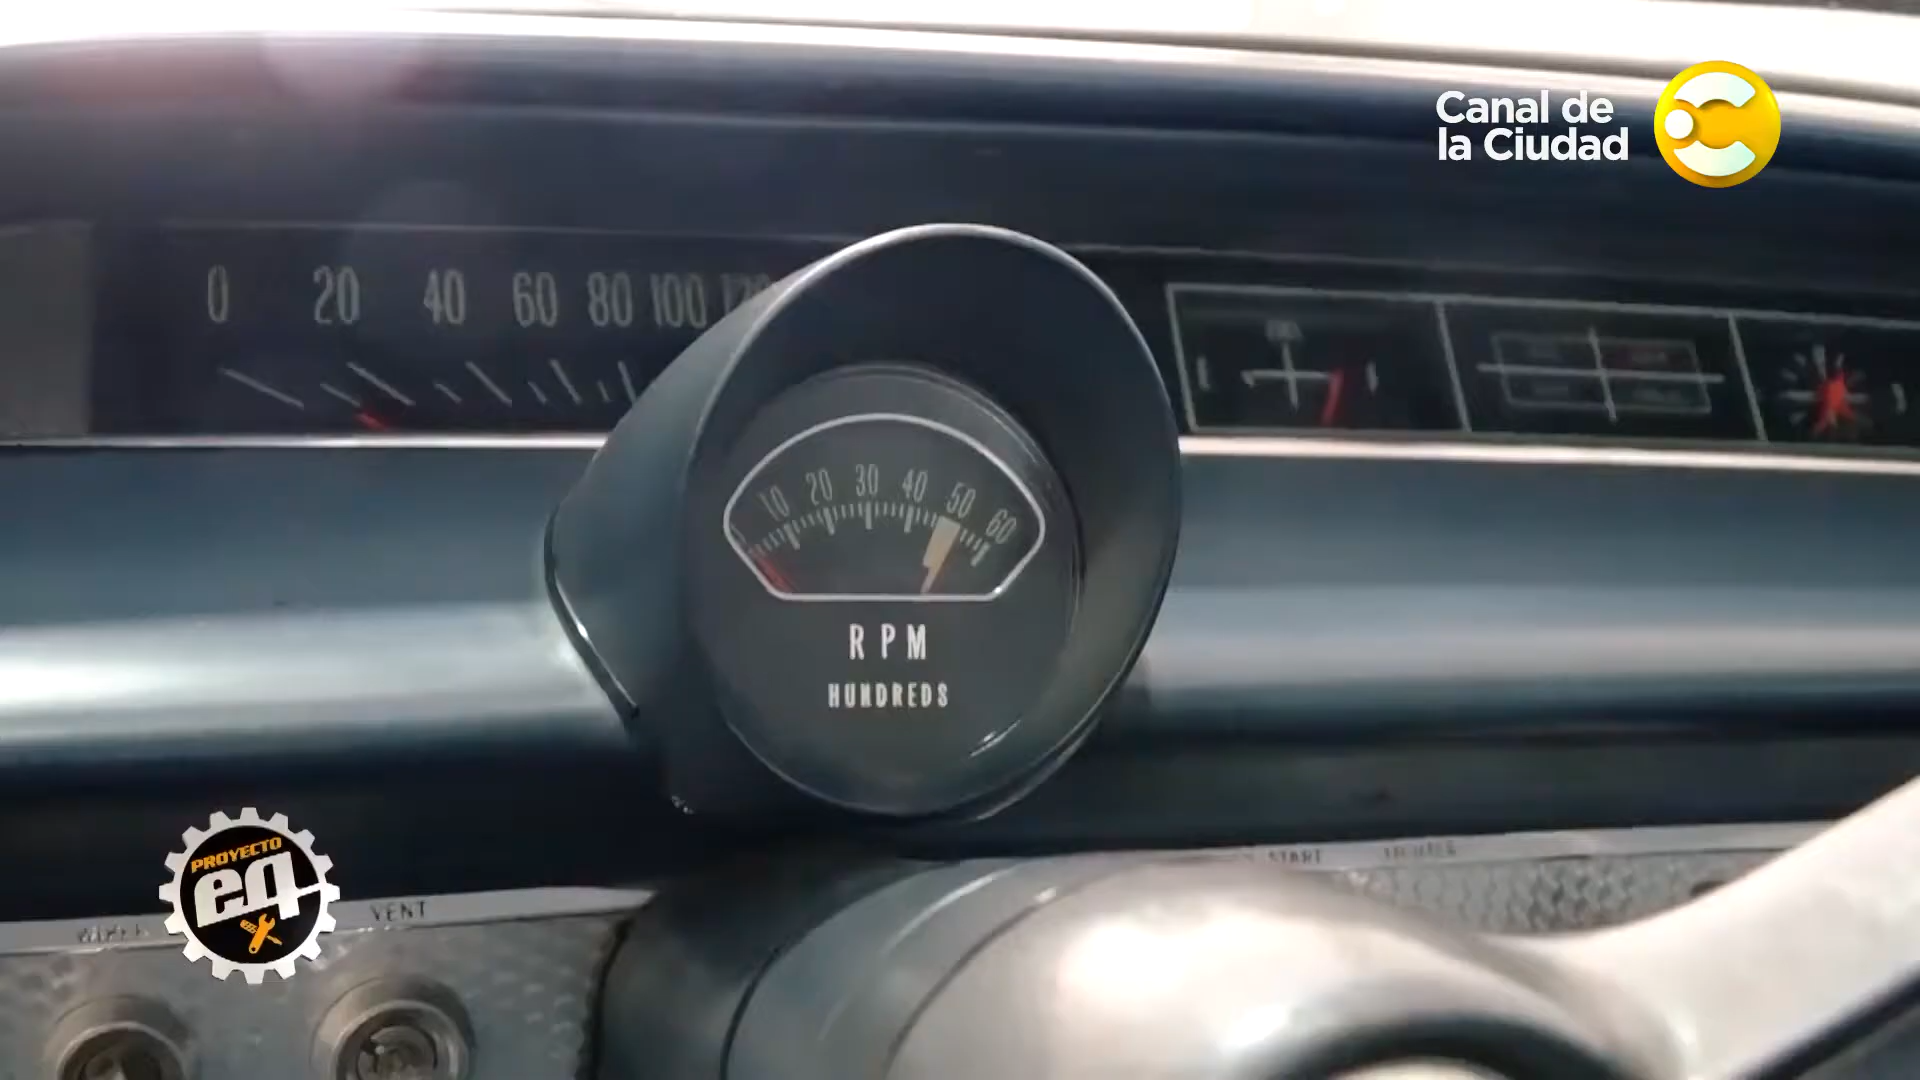 Canal de
la Ciudad
0 20 40 60 80 100 120
10 20 30 40 50 60
RPM
HUNDREDS
PROYECTO
eq
VENT
START